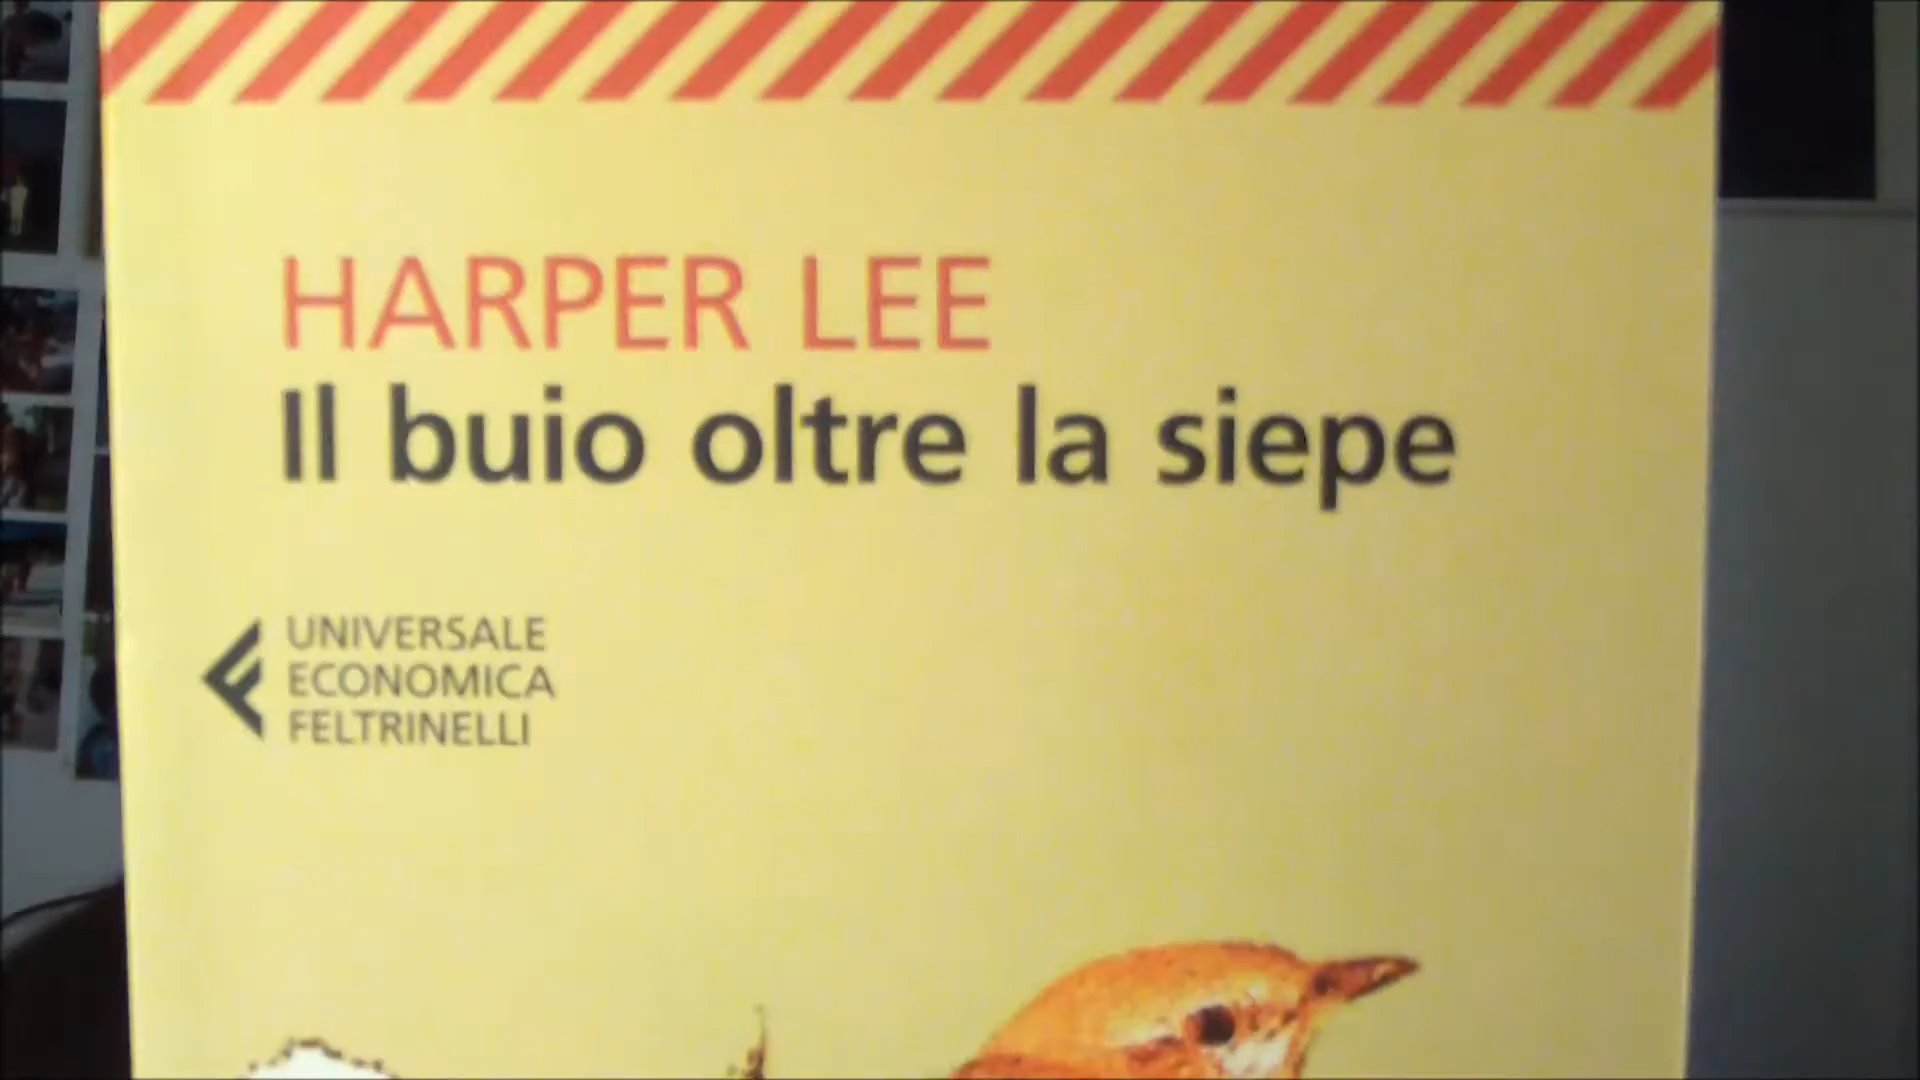 HARPER LEE
Il buio oltre la siepe
UNIVERSALE
ECONOMICA
FELTRINELLI